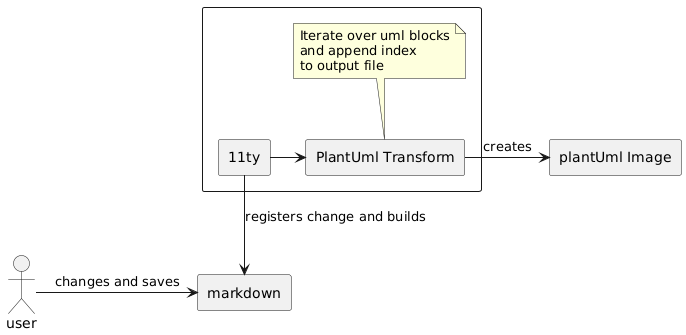 Iterate over uml blocks
and append index
to output file
11ty
PlantUml Transform
creates
plantUml Image
registers change and builds
changes and saves
markdown
user